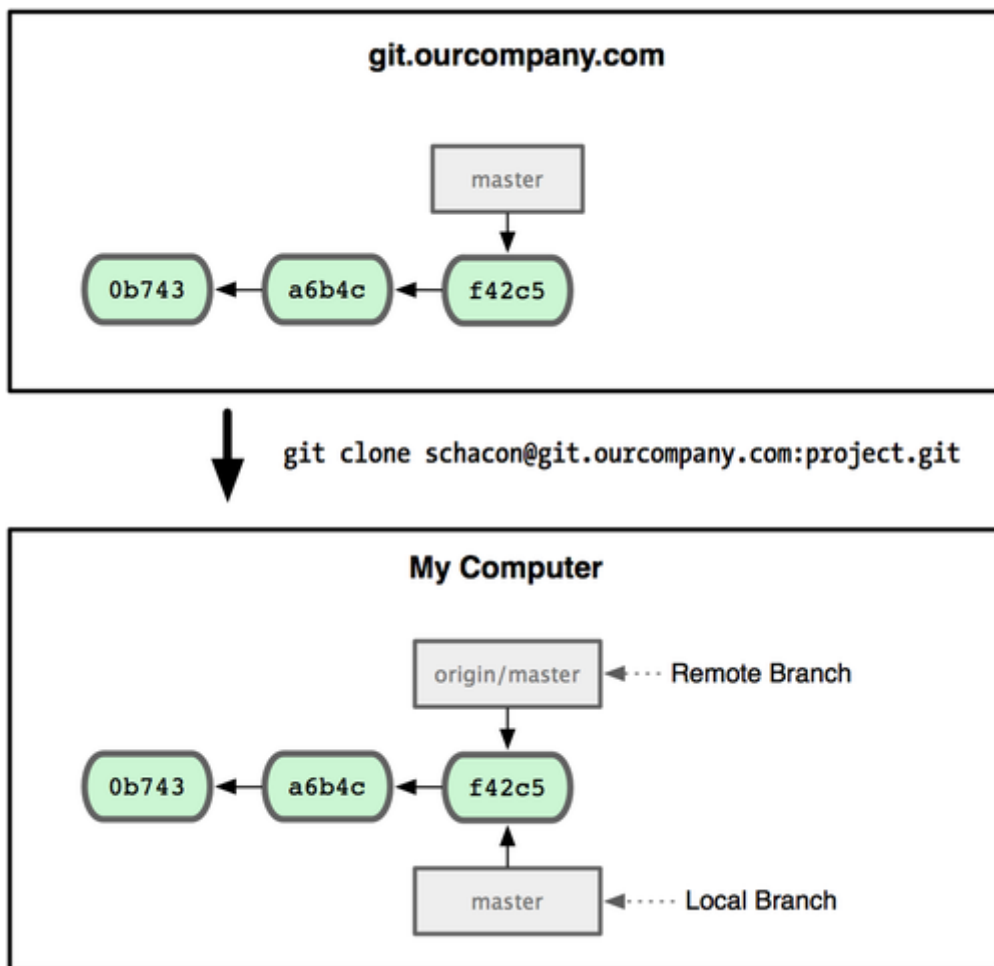 git.ourcompany.com
master
0b743 a6b4c f42c5
git clone schacon@git.ourcompany.com:project.git
My Computer
origin/master Remote Branch
0b743 a6b4c f42c5
master Local Branch